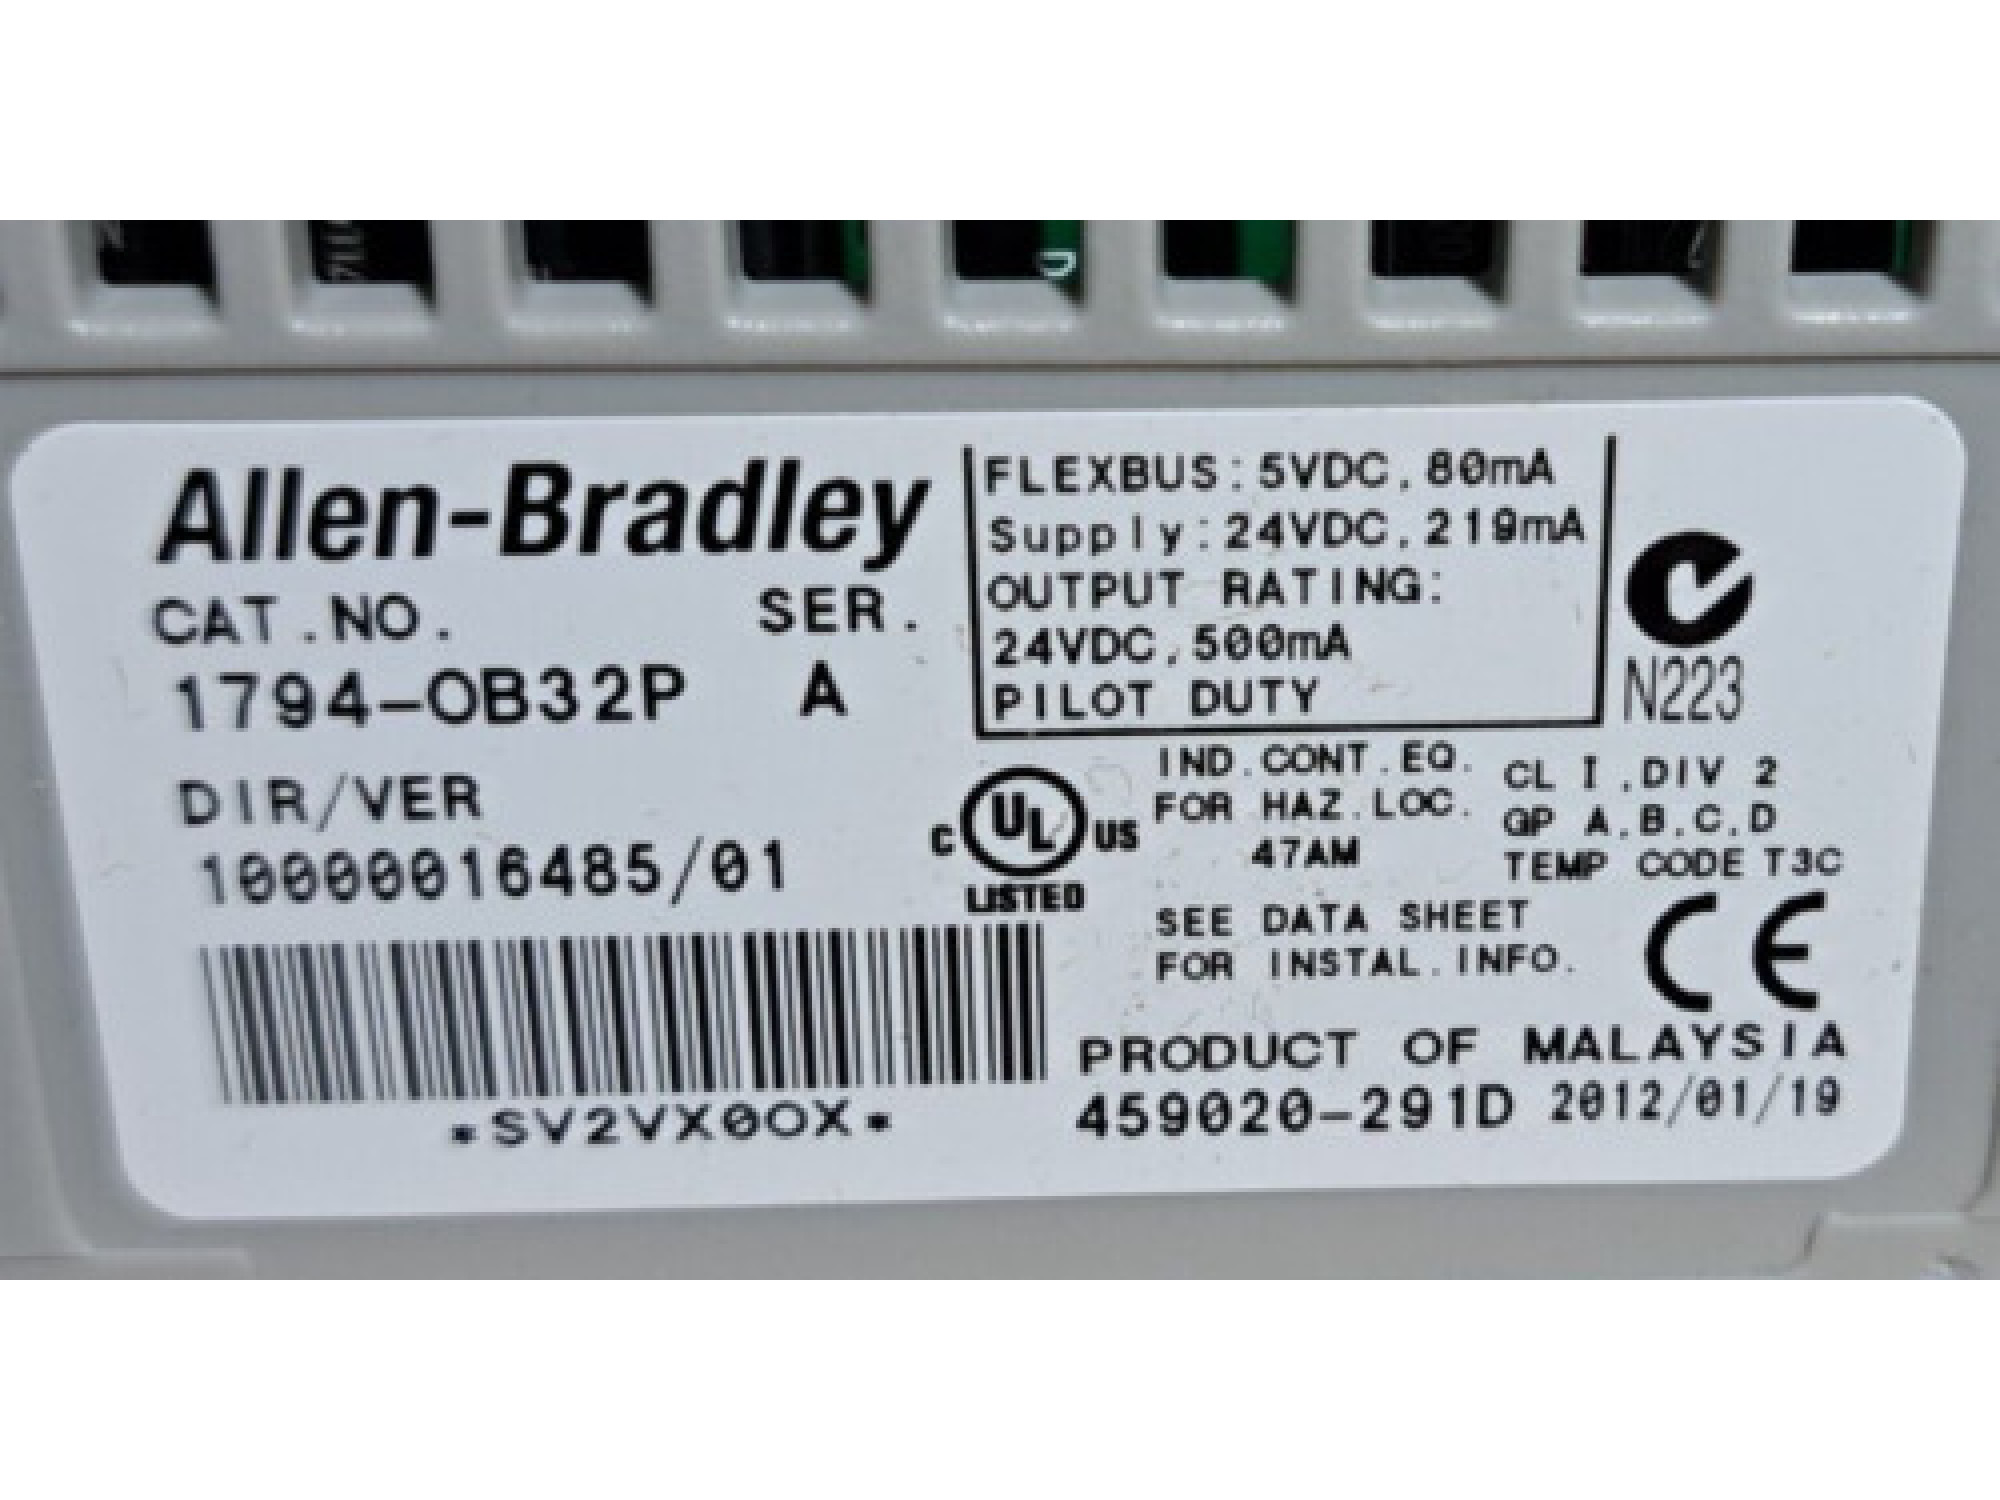 Allen-Bradley
CAT.NO. SER.
1794-OB32P A
DIR/VER
10000016485/01
*SV2VX0OX*
FLEXBUS: 5VDC, 80mA
Supply: 24VDC, 219mA
OUTPUT RATING:
24VDC, 500mA
PILOT DUTY
N223
C UL US
LISTED
IND.CONT.EQ.
FOR HAZ.LOC.
47AM
CL I, DIV 2
GP A,B,C,D
TEMP CODE T3C
SEE DATA SHEET
FOR INSTAL.INFO.
CE
PRODUCT OF MALAYSIA
459020-291D 2012/01/19